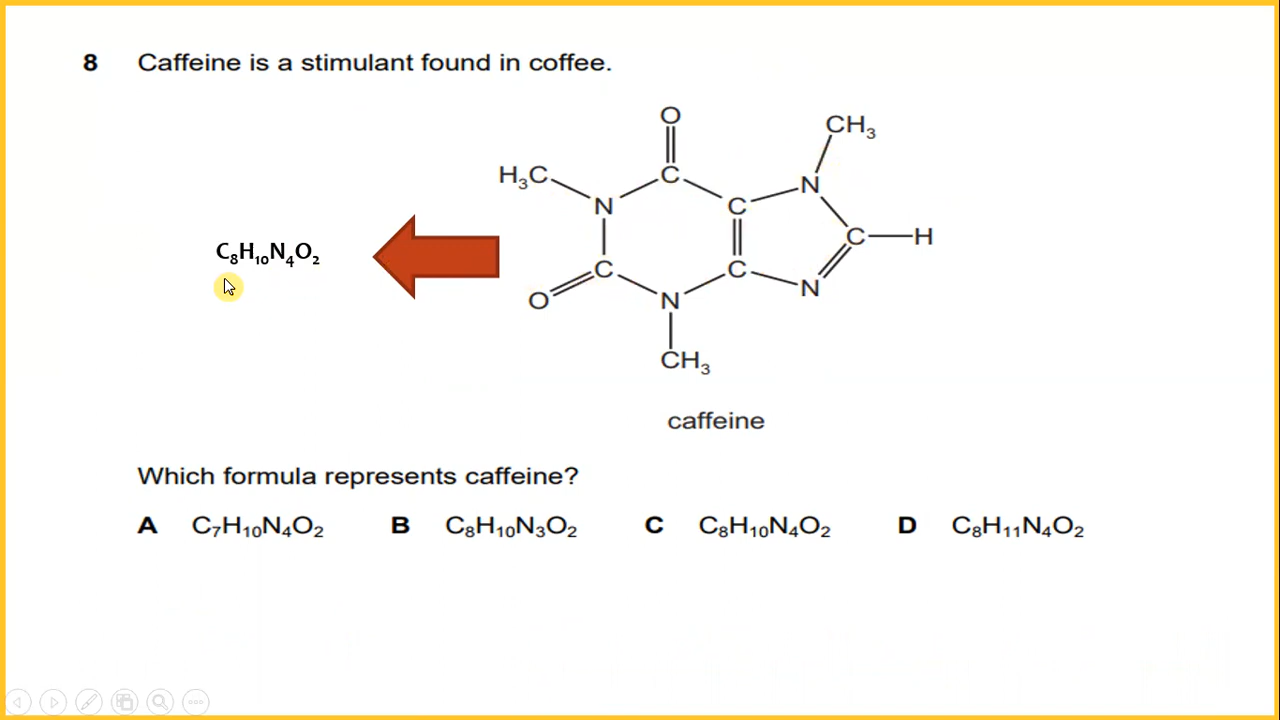 8 Caffeine is a stimulant found in coffee.
O
CH₃
H₃C
C
N
N
C
C₈H₁₀N₄O₂
C
H
C
C
O
N
N
CH₃
caffeine
Which formula represents caffeine?
A C₇H₁₀N₄O₂ B C₈H₁₀N₃O₂ C C₈H₁₀N₄O₂ D C₈H₁₁N₄O₂